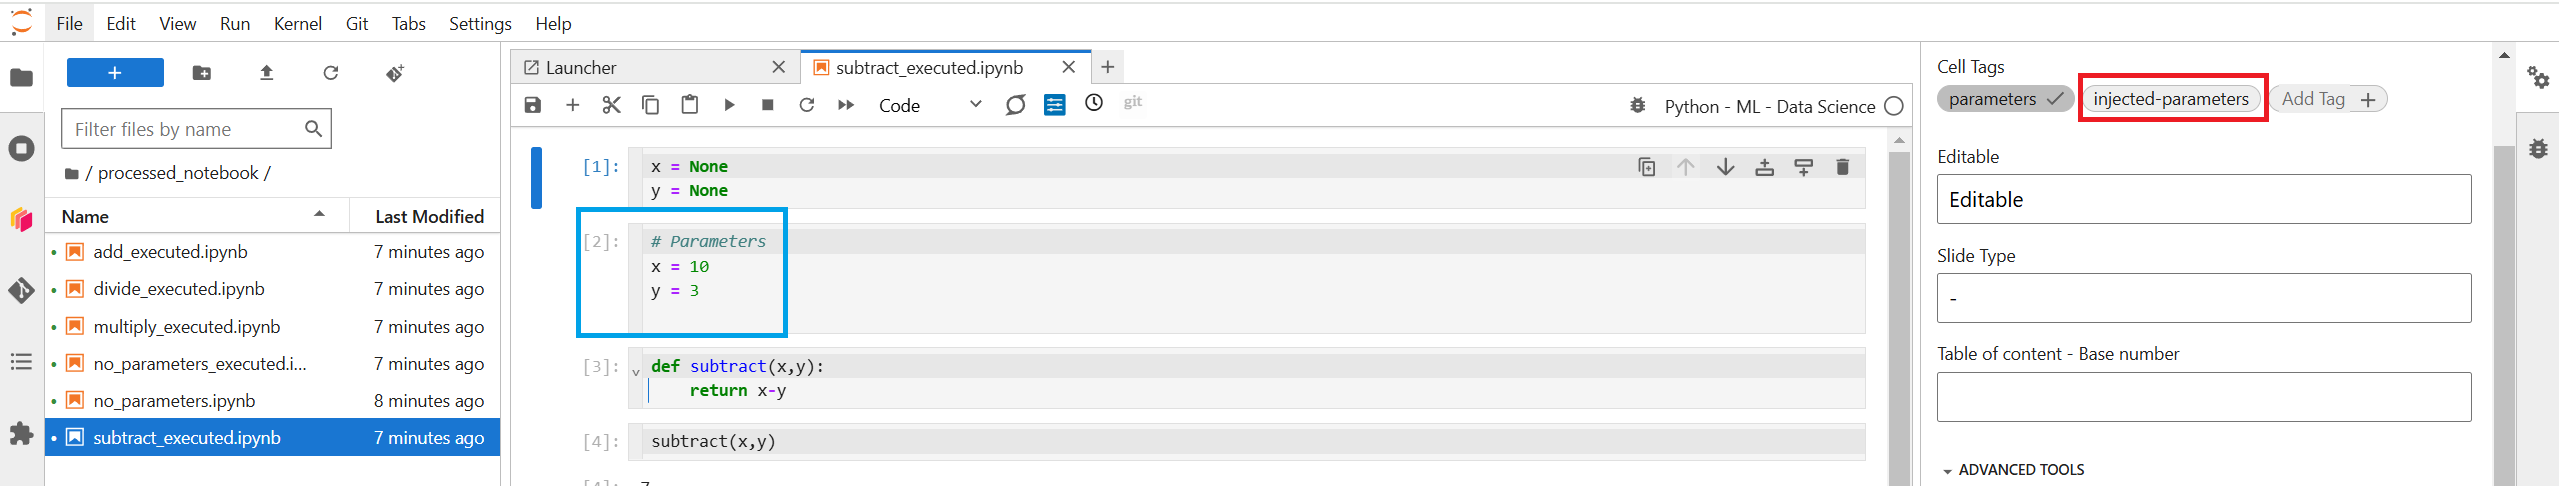 File Edit View Run Kernel Git Tabs Settings Help
+
Filter files by name
/ processed_notebook /
Name Last Modified
add_executed.ipynb 7 minutes ago
divide_executed.ipynb 7 minutes ago
multiply_executed.ipynb 7 minutes ago
no_parameters_executed.i... 7 minutes ago
no_parameters.ipynb 8 minutes ago
subtract_executed.ipynb 7 minutes ago
Launcher
subtract_executed.ipynb
Code
git
Python - ML - Data Science
[1]: x = None
y = None
[2]: # Parameters
x = 10
y = 3
[3]: def subtract(x,y):
return x-y
[4]: subtract(x,y)
[4]: 7
Cell Tags
parameters injected-parameters Add Tag +
Editable
Editable
Slide Type
-
Table of content - Base number
ADVANCED TOOLS